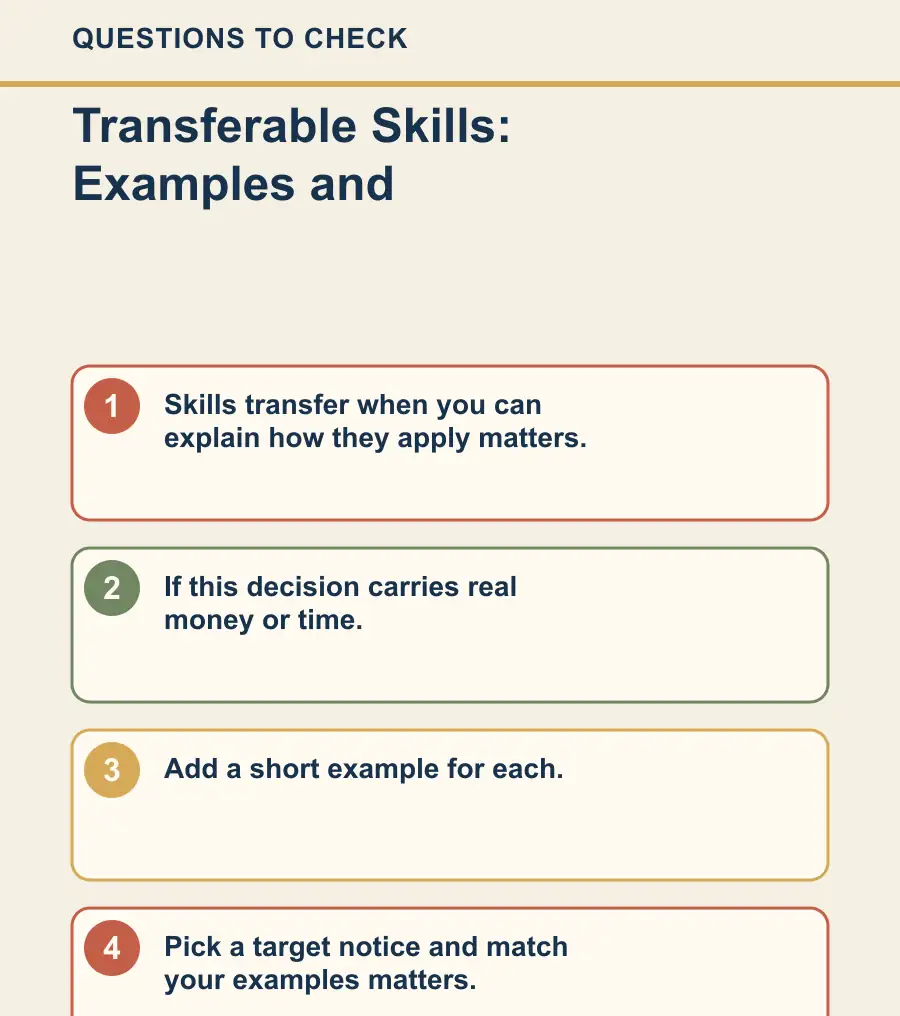 QUESTIONS TO CHECK
Transferable Skills:
Examples and
1
Skills transfer when you can
explain how they apply matters.
2
If this decision carries real
money or time.
3
Add a short example for each.
4
Pick a target notice and match
your examples matters.